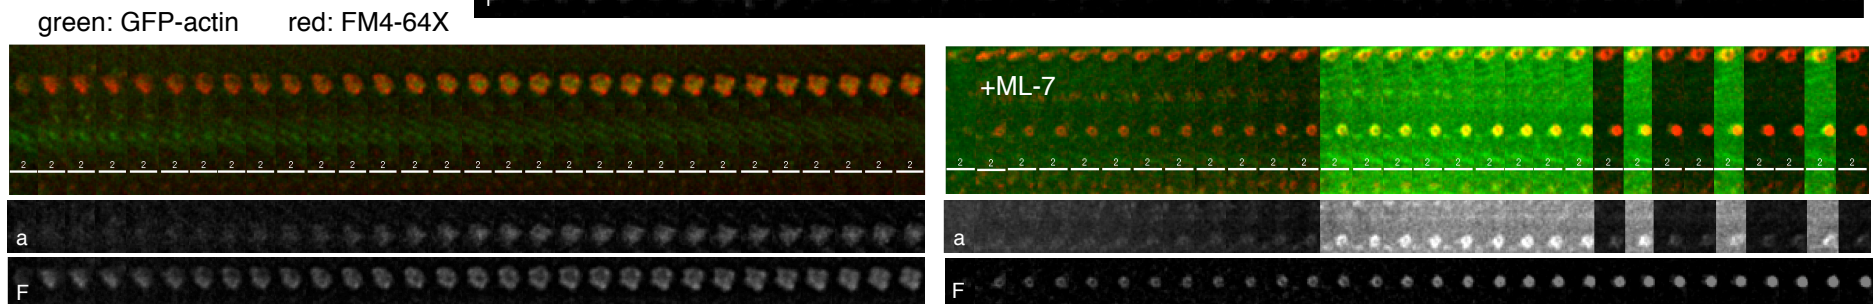 green: GFP-actin red: FM4-64X
+ML-7
2 2 2 2 2 2 2 2 2 2 2 2 2 2 2 2 2 2 2 2 2 2 2 2 2 2 2 2 2 2 2
2 2 2 2 2 2 2 2 2 2 2 2 2 2 2 2 2 2 2 2 2 2 2 2 2 2 2 2 2 2
a
a
F
F